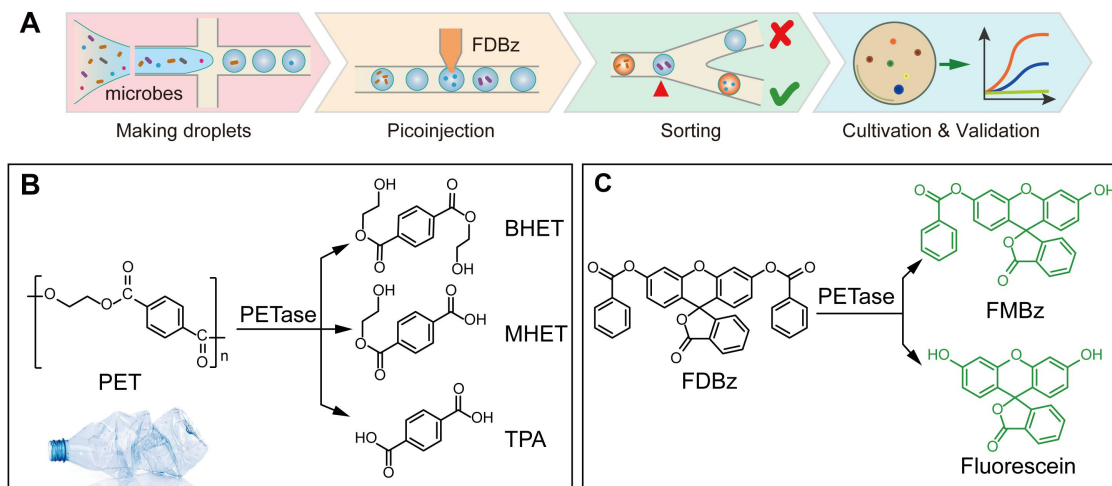 A
microbes
Making droplets
FDBz
Picoinjection
Sorting
Cultivation & Validation
B
O
O
C
O
C
O
n
PET
PETase
OH
O
O
O
O
OH
BHET
OH
O
OH
O
O
MHET
O
OH
HO
O
TPA
C
O
O
O
O
O
O
O
FDBz
PETase
O
O
O
OH
O
O
FMBz
HO
O
OH
O
O
Fluorescein